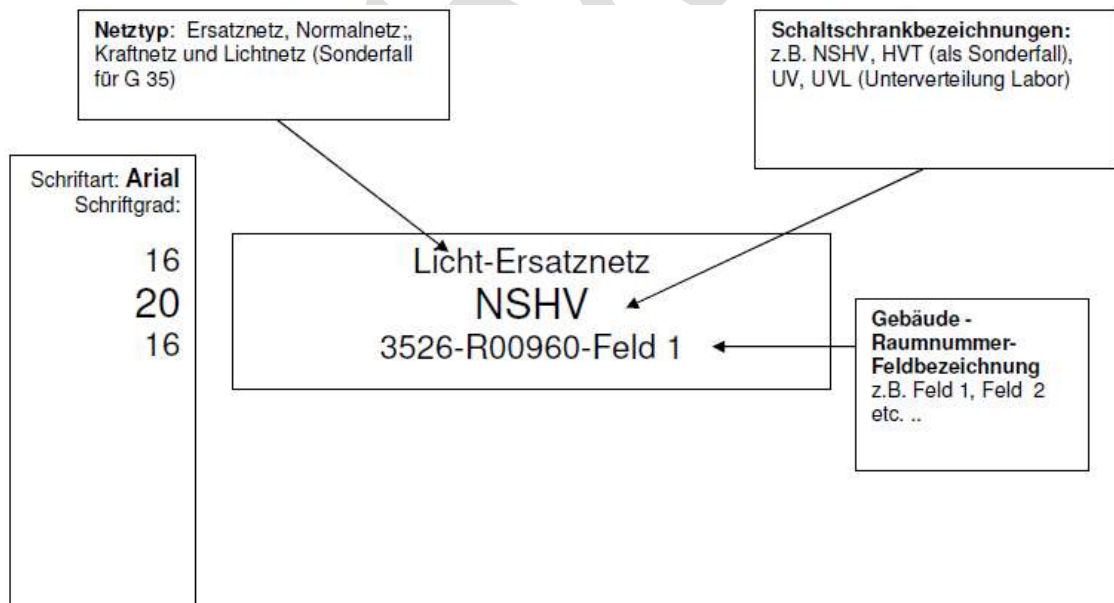 Netztyp: Ersatznetz, Normalnetz;,
Kraftnetz und Lichtnetz (Sonderfall
für G 35)
Schaltschrankbezeichnungen:
z.B. NSHV, HVT (als Sonderfall),
UV, UVL (Unterverteilung Labor)
Schriftart: Arial
Schriftgrad:
16
20
16
Licht-Ersatznetz
NSHV
3526-R00960-Feld 1
Gebäude -
Raumnummer-
Feldbezeichnung
z.B. Feld 1, Feld 2
etc. ..